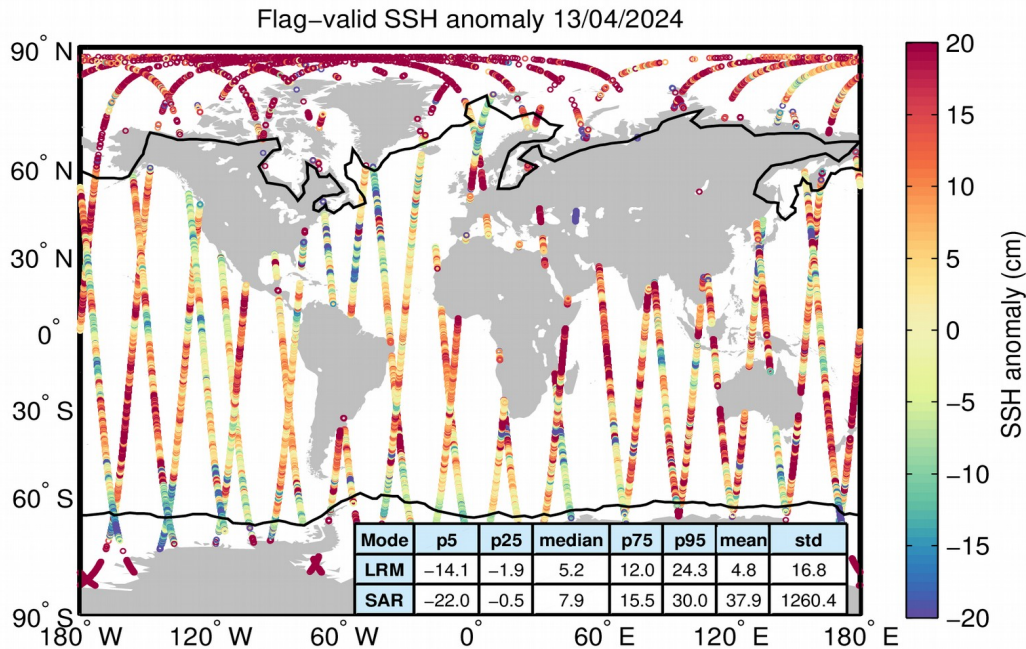 Flag−valid SSH anomaly 13/04/2024
90° N
60° N
30° N
0°
30° S
60° S
90° S
180° W 120° W 60° W 0° 60° E 120° E 180° E
Mode p5 p25 median p75 p95 mean std
LRM −14.1 −1.9 5.2 12.0 24.3 4.8 16.8
SAR −22.0 −0.5 7.9 15.5 30.0 37.9 1260.4
20
15
10
5
0
−5
−10
−15
−20
SSH anomaly (cm)